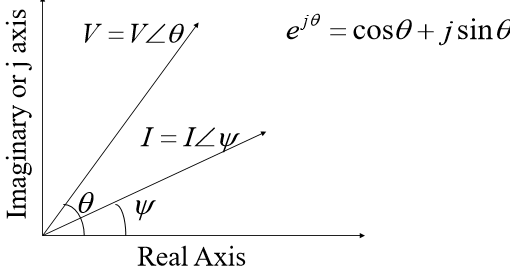 V = V∠θ
e^{jθ} = cosθ + j sinθ
Imaginary or j axis
I = I∠ψ
θ
ψ
Real Axis